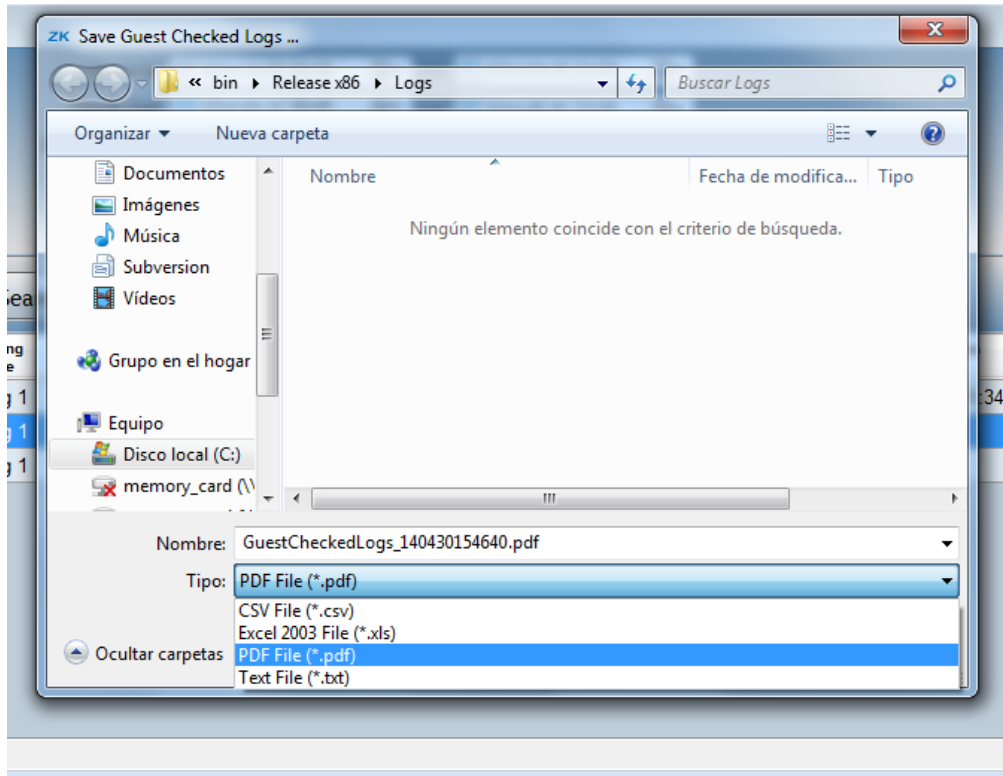 ZK Save Guest Checked Logs ...
« bin Release x86 Logs
Buscar Logs
Organizar Nueva carpeta
Documentos
Imágenes
Música
Subversion
Vídeos
Grupo en el hogar
Equipo
Disco local (C:)
memory_card (\\
Nombre Fecha de modifica... Tipo
Ningún elemento coincide con el criterio de búsqueda.
Nombre: GuestCheckedLogs_140430154640.pdf
Tipo: PDF File (*.pdf)
CSV File (*.csv)
Excel 2003 File (*.xls)
PDF File (*.pdf)
Text File (*.txt)
Ocultar carpetas